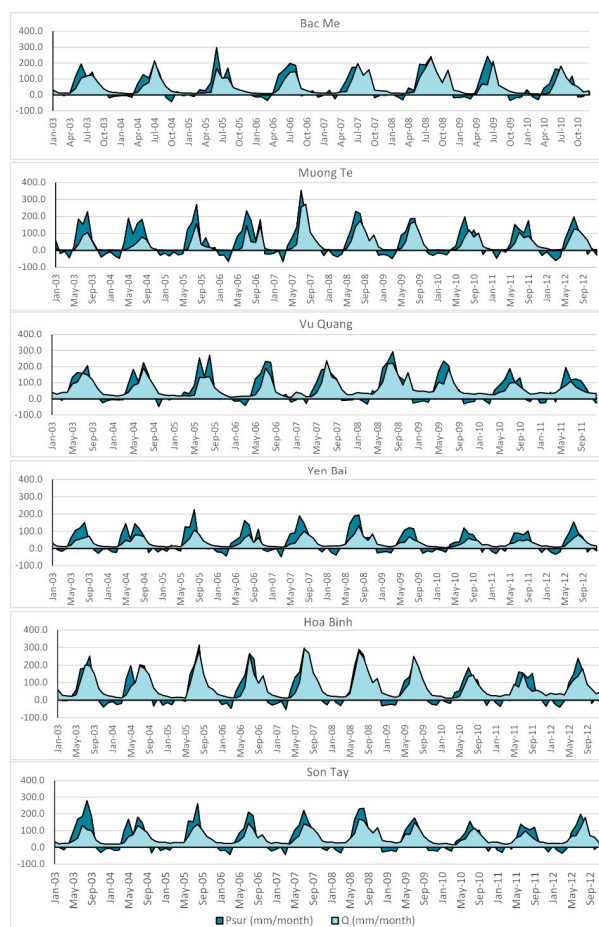 Bac Me
400.0
300.0
200.0
100.0
0.0
-100.0
Jan-03 Apr-03 Jul-03 Oct-03 Jan-04 Apr-04 Jul-04 Oct-04 Jan-05 Apr-05 Jul-05 Oct-05 Jan-06 Apr-06 Jul-06 Oct-06 Jan-07 Apr-07 Jul-07 Oct-07 Jan-08 Apr-08 Jul-08 Oct-08 Jan-09 Apr-09 Jul-09 Oct-09 Jan-10 Apr-10 Jul-10 Oct-10
Muong Te
400.0
300.0
200.0
100.0
0.0
-100.0
Jan-03 May-03 Sep-03 Jan-04 May-04 Sep-04 Jan-05 May-05 Sep-05 Jan-06 May-06 Sep-06 Jan-07 May-07 Sep-07 Jan-08 May-08 Sep-08 Jan-09 May-09 Sep-09 Jan-10 May-10 Sep-10 Jan-11 May-11 Sep-11 Jan-12 May-12 Sep-12
Vu Quang
400.0
300.0
200.0
100.0
0.0
-100.0
Jan-03 May-03 Sep-03 Jan-04 May-04 Sep-04 Jan-05 May-05 Sep-05 Jan-06 May-06 Sep-06 Jan-07 May-07 Sep-07 Jan-08 May-08 Sep-08 Jan-09 May-09 Sep-09 Jan-10 May-10 Sep-10 Jan-11 May-11 Sep-11
Yen Bai
400.0
300.0
200.0
100.0
0.0
-100.0
Jan-03 May-03 Sep-03 Jan-04 May-04 Sep-04 Jan-05 May-05 Sep-05 Jan-06 May-06 Sep-06 Jan-07 May-07 Sep-07 Jan-08 May-08 Sep-08 Jan-09 May-09 Sep-09 Jan-10 May-10 Sep-10 Jan-11 May-11 Sep-11 Jan-12 May-12 Sep-12
Hoa Binh
400.0
300.0
200.0
100.0
0.0
-100.0
Jan-03 May-03 Sep-03 Jan-04 May-04 Sep-04 Jan-05 May-05 Sep-05 Jan-06 May-06 Sep-06 Jan-07 May-07 Sep-07 Jan-08 May-08 Sep-08 Jan-09 May-09 Sep-09 Jan-10 May-10 Sep-10 Jan-11 May-11 Sep-11 Jan-12 May-12 Sep-12
Son Tay
400.0
300.0
200.0
100.0
0.0
-100.0
Jan-03 May-03 Sep-03 Jan-04 May-04 Sep-04 Jan-05 May-05 Sep-05 Jan-06 May-06 Sep-06 Jan-07 May-07 Sep-07 Jan-08 May-08 Sep-08 Jan-09 May-09 Sep-09 Jan-10 May-10 Sep-10 Jan-11 May-11 Sep-11 Jan-12 May-12 Sep-12
Psur (mm/month) Q (mm/month)